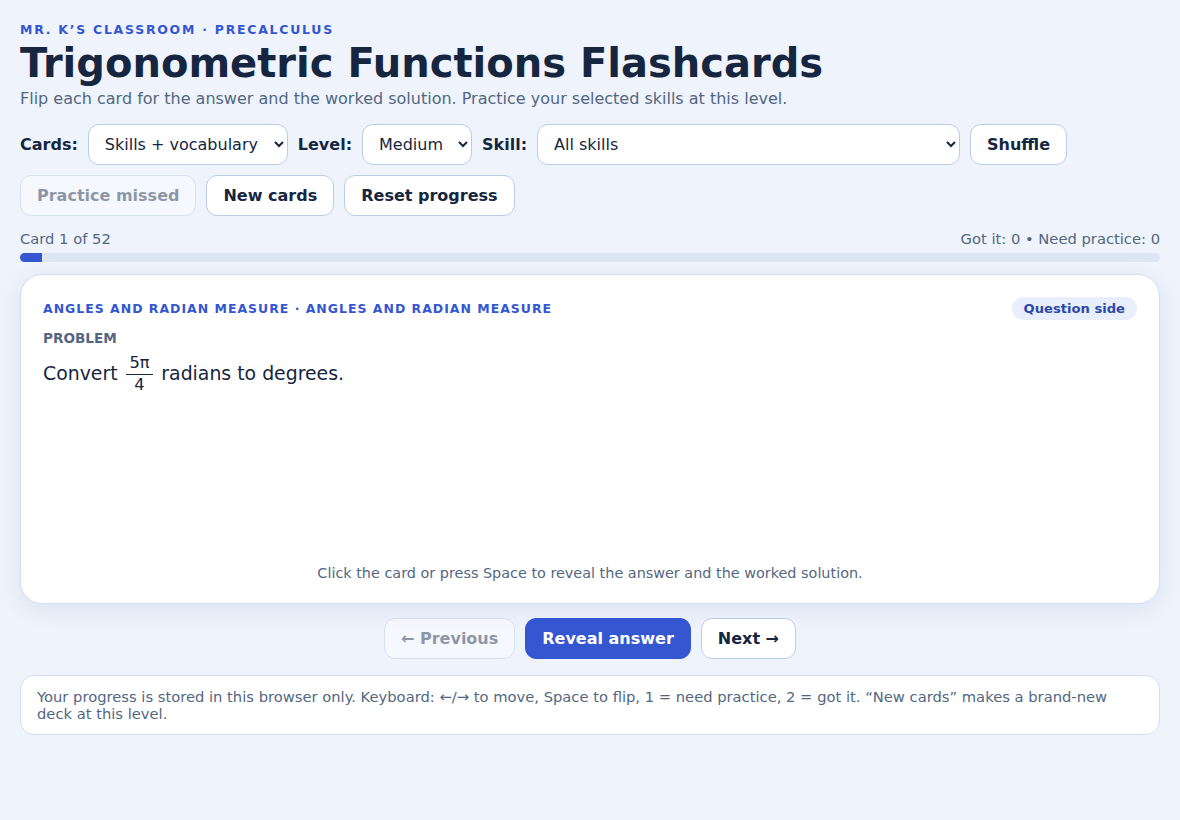 MR. K’S CLASSROOM · PRECALCULUS
Trigonometric Functions Flashcards
Flip each card for the answer and the worked solution. Practice your selected skills at this level.
Cards: Skills + vocabulary Level: Medium Skill: All skills Shuffle
Practice missed New cards Reset progress
Card 1 of 52 Got it: 0 • Need practice: 0
ANGLES AND RADIAN MEASURE · ANGLES AND RADIAN MEASURE Question side
PROBLEM
Convert 5π/4 radians to degrees.
Click the card or press Space to reveal the answer and the worked solution.
← Previous Reveal answer Next →
Your progress is stored in this browser only. Keyboard: ←/→ to move, Space to flip, 1 = need practice, 2 = got it. “New cards” makes a brand-new
deck at this level.